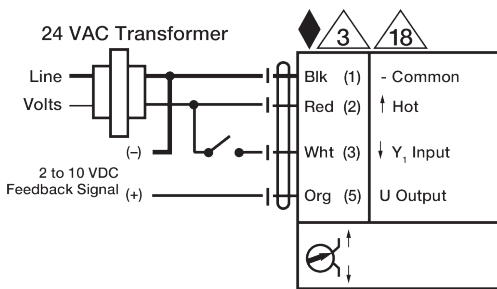 24 VAC Transformer
3
18
Line
Volts
Blk (1) - Common
Red (2) Hot
(–)
Wht (3) Y1 Input
2 to 10 VDC
Feedback Signal (+)
Org (5) U Output